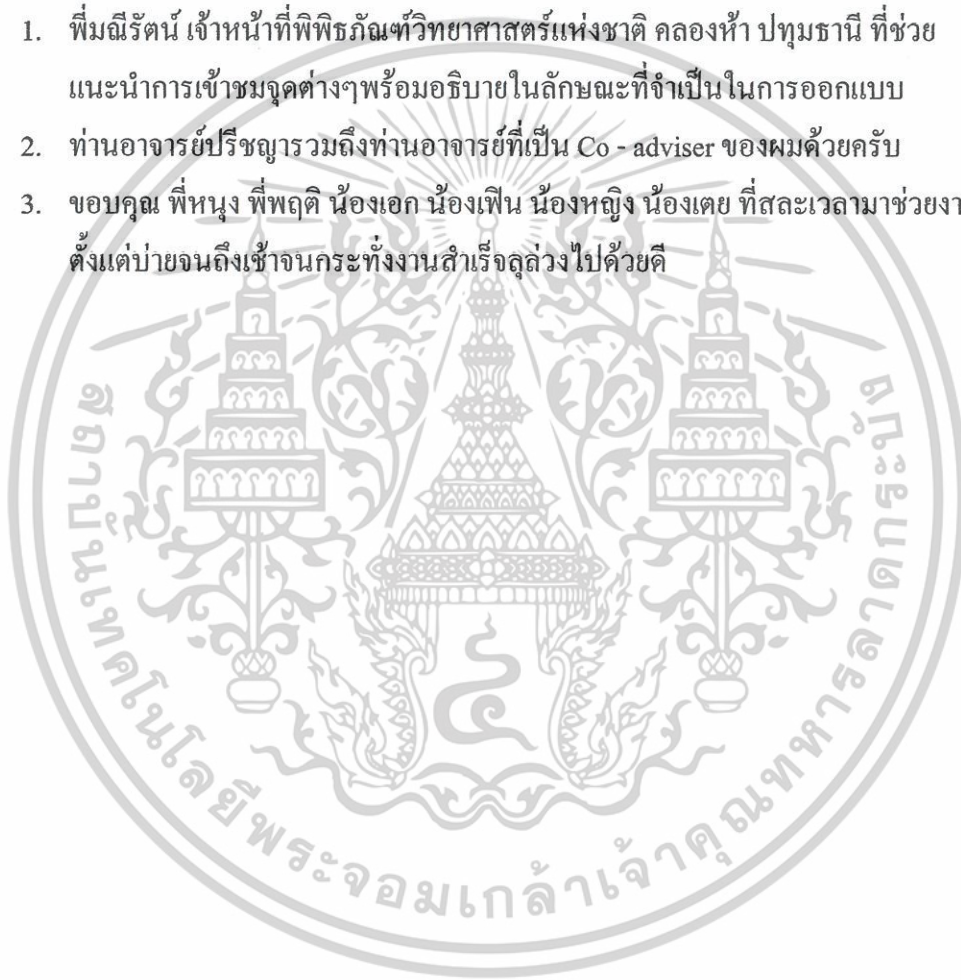 1. พี่มณีรัตน์ เจ้าหน้าที่พิพิธภัณฑ์วิทยาศาสตร์แห่งชาติ คลองห้า ปทุมธานี ที่ช่วย
แนะนำการเข้าชมจุดต่างๆพร้อมอธิบายในลักษณะที่จำเป็นในการออกแบบ
2. ท่านอาจารย์ปรีชญารวมถึงท่านอาจารย์ที่เป็น Co - adviser ของผมด้วยครับ
3. ขอบคุณ พี่หนุง พี่พฤติ น้องเอก น้องเฟิน น้องหญิง น้องเตย ที่สละเวลามาช่วยงา
ตั้งแต่บ่ายจนถึงเช้าจนกระทั่งงานสำเร็จลุล่วงไปด้วยดี
๔
สถาบันเทคโนโลยีพระจอมเกล้าเจ้าคุณทหารลาดกระบัง